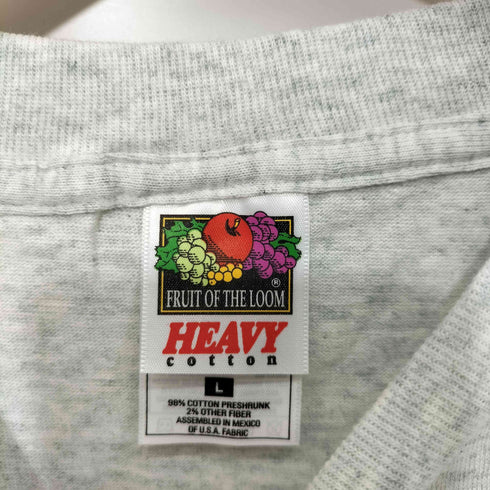 FRUIT OF THE LOOM ®
HEAVY
cotton
L
98% COTTON PRESHRUNK
2% OTHER FIBER
ASSEMBLED IN MEXICO
OF U.S.A. FABRIC